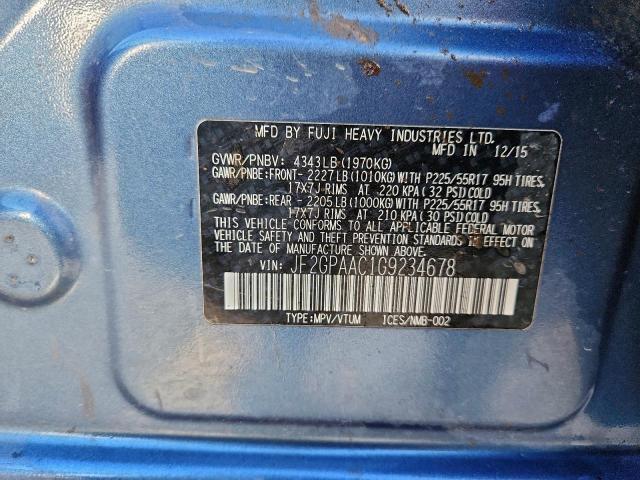 MFD BY FUJI HEAVY INDUSTRIES LTD.
MFD IN 12/15
GVWR/PNBV: 4343LB(1970KG)
GAWR/PNBE:FRONT- 2227LB(1010KG)WITH P225/55R17 95H TIRES,
17X7J RIMS AT 220 KPA(32 PSI)COLD
GAWR/PNBE:REAR - 2205LB(1000KG)WITH P225/55R17 95H TIRES,
17X7J RIMS AT 210 KPA(30 PSI)COLD
THIS VEHICLE CONFORMS TO ALL APPLICABLE FEDERAL MOTOR
VEHICLE SAFETY AND THEFT PREVENTION STANDARDS IN EFFECT ON
THE DATE OF MANUFACTURE SHOWN ABOVE.
VIN: JF2GPAAC1G9234678
TYPE:MPV/VTUM ICES/NMB-002